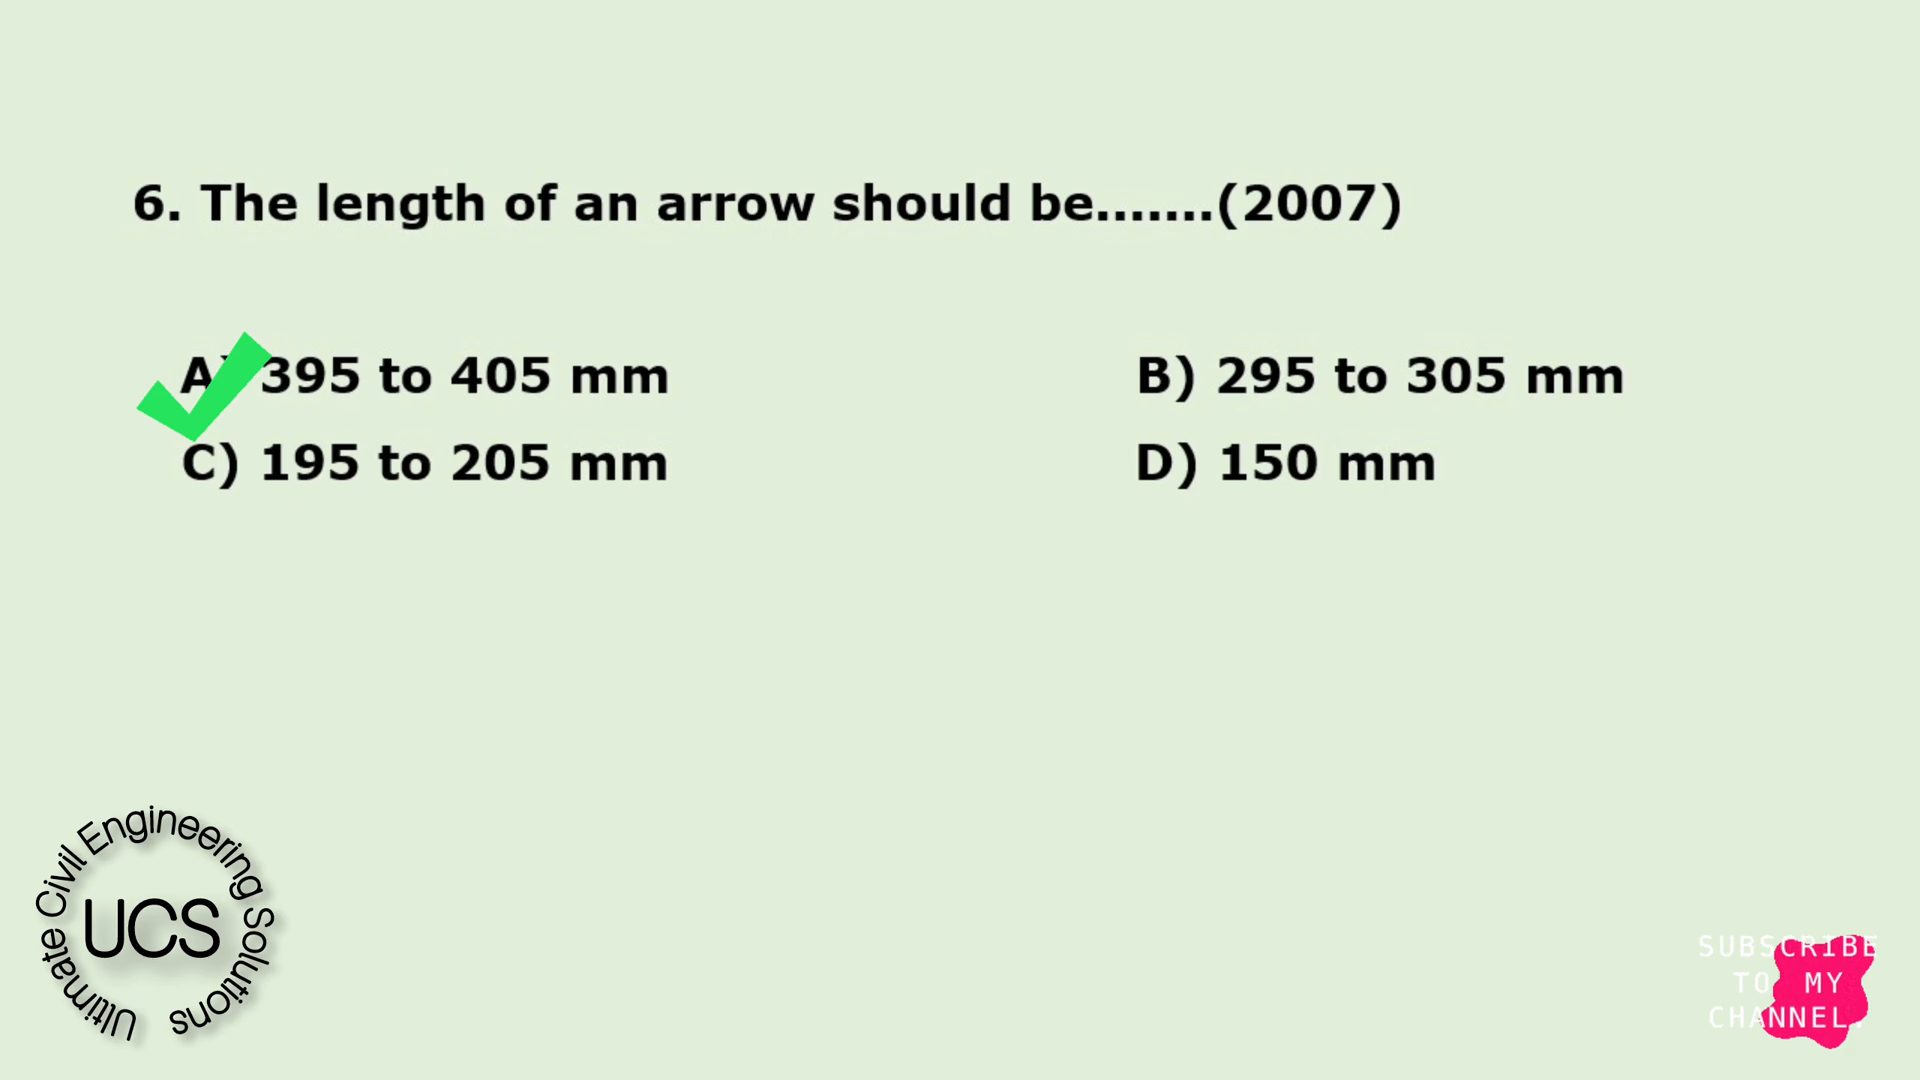 6. The length of an arrow should be.......(2007)
A) 395 to 405 mm
B) 295 to 305 mm
C) 195 to 205 mm
D) 150 mm
Ultimate Civil Engineering Solutions
UCS
SUBSCRIBE
TO MY
CHANNEL.